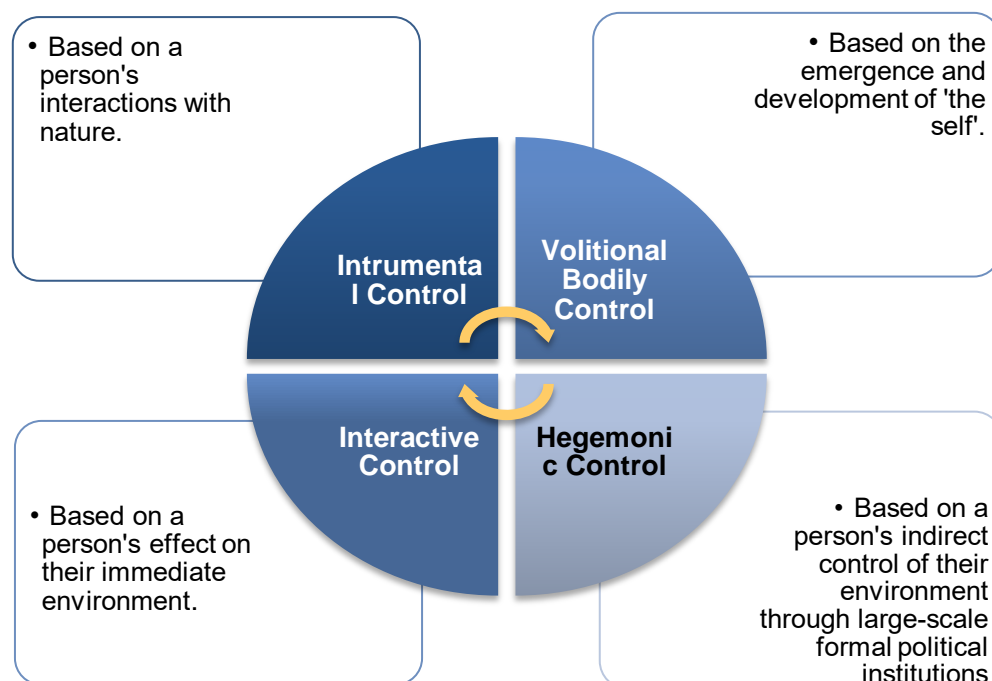 • Based on a
person's
interactions with
nature.
• Based on the
emergence and
development of 'the
self'.
Intrumenta
l Control
Volitional
Bodily
Control
Interactive
Control
Hegemoni
c Control
• Based on a
person's effect on
their immediate
environment.
• Based on a
person's indirect
control of their
environment
through large-scale
formal political
institutions